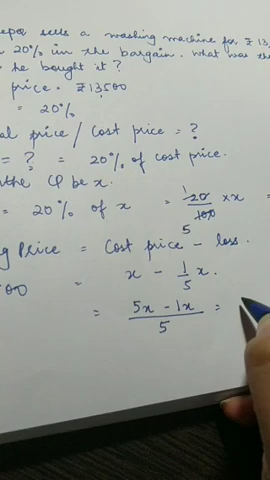 sells a washing machine for ₹ 13,
20% in the bargain. what was the
he bought it?
price = ₹13500
= 20%
price / Cost price = ?
= ? = 20% of cost price.
the CP be x.
= 20% of x = 1 20/100 5 × x =
Price = Cost price - loss.
00 = x - 1/5 x.
= 5x - 1x/5 =